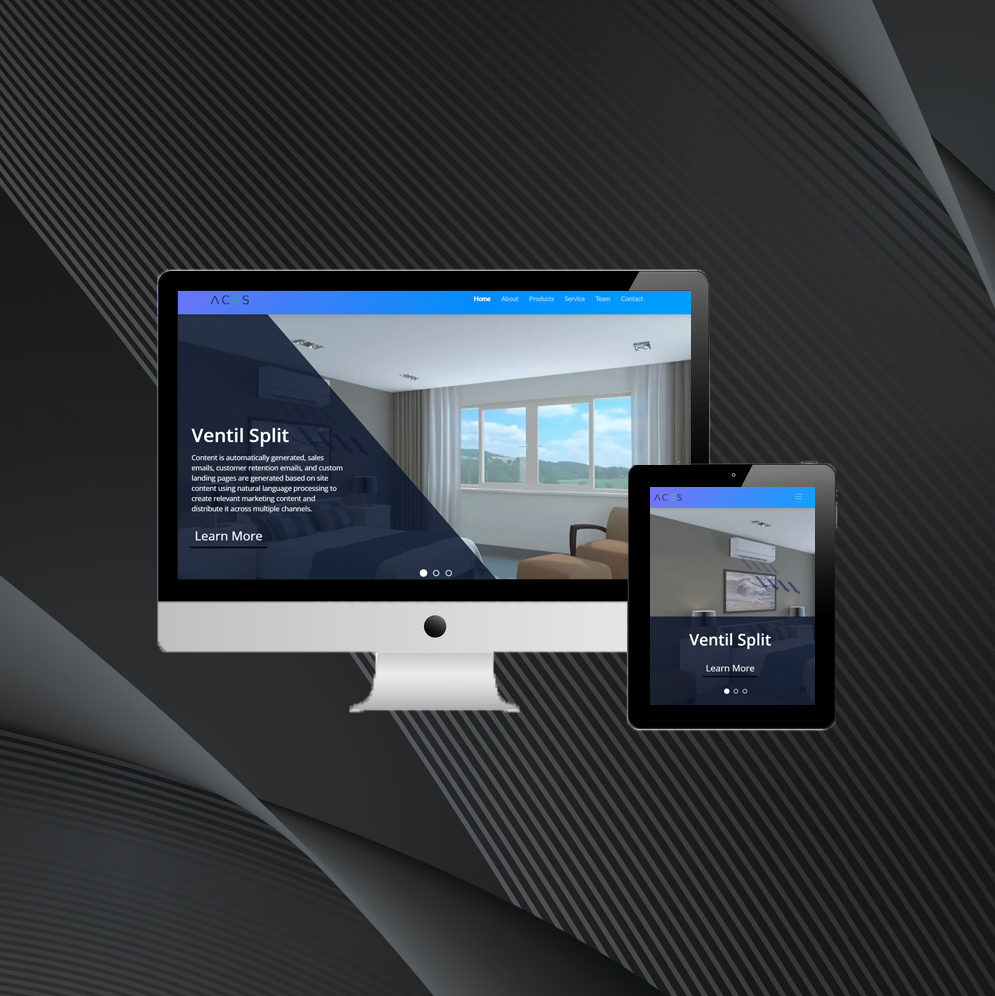 Home About Products Service Team Contact
Ventil Split
Content is automatically generated, sales
emails, customer retention emails, and custom
landing pages are generated based on site
content using natural language processing to
create relevant marketing content and
distribute it across multiple channels.
Learn More
Ventil Split
Learn More